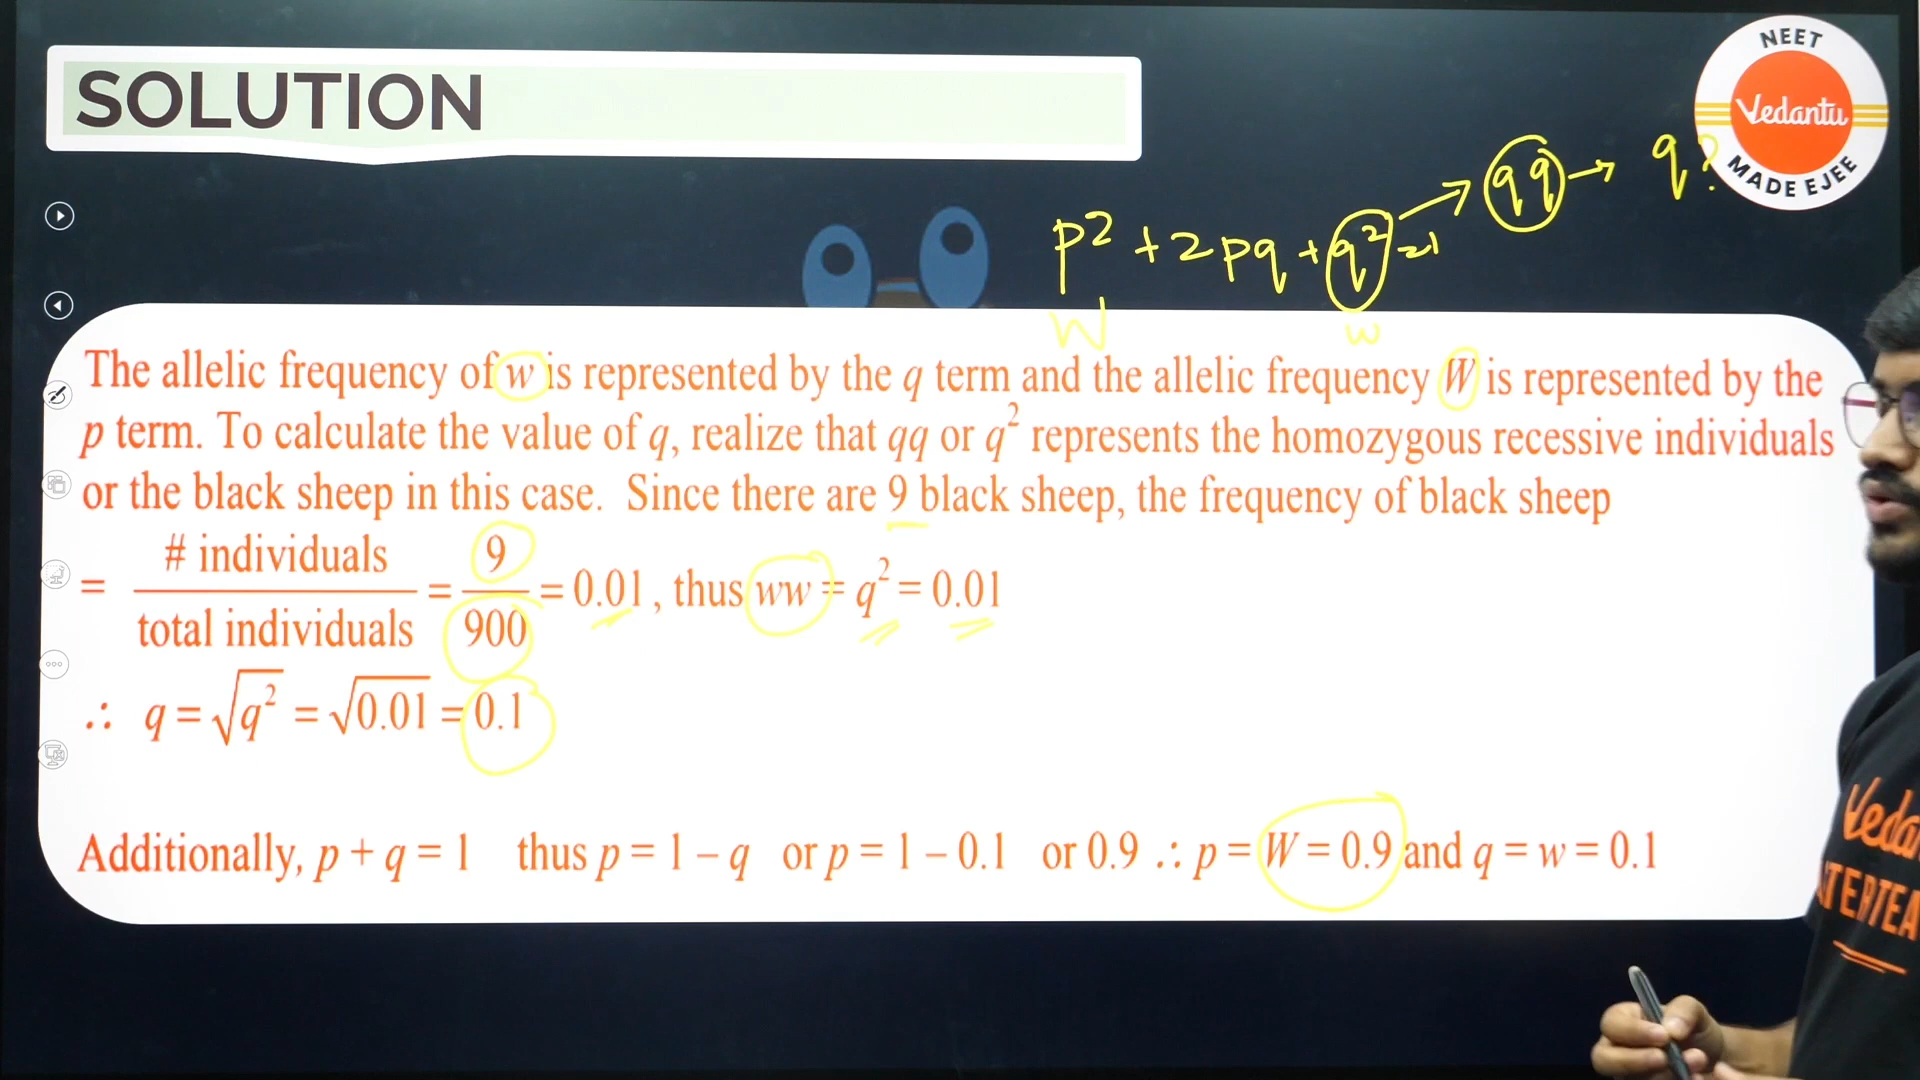 SOLUTION
NEET
Vedantu
MADE EJEE
p² + 2pq + q² = 1 → qq → q?
W w
The allelic frequency of w is represented by the q term and the allelic frequency W is represented by the
p term. To calculate the value of q, realize that qq or q² represents the homozygous recessive individuals
or the black sheep in this case. Since there are 9 black sheep, the frequency of black sheep
= # individuals / total individuals = 9 / 900 = 0.01, thus ww = q² = 0.01
∴ q = √q² = √0.01 = 0.1
Additionally, p + q = 1 thus p = 1 – q or p = 1 – 0.1 or 0.9 ∴ p = W = 0.9 and q = w = 0.1